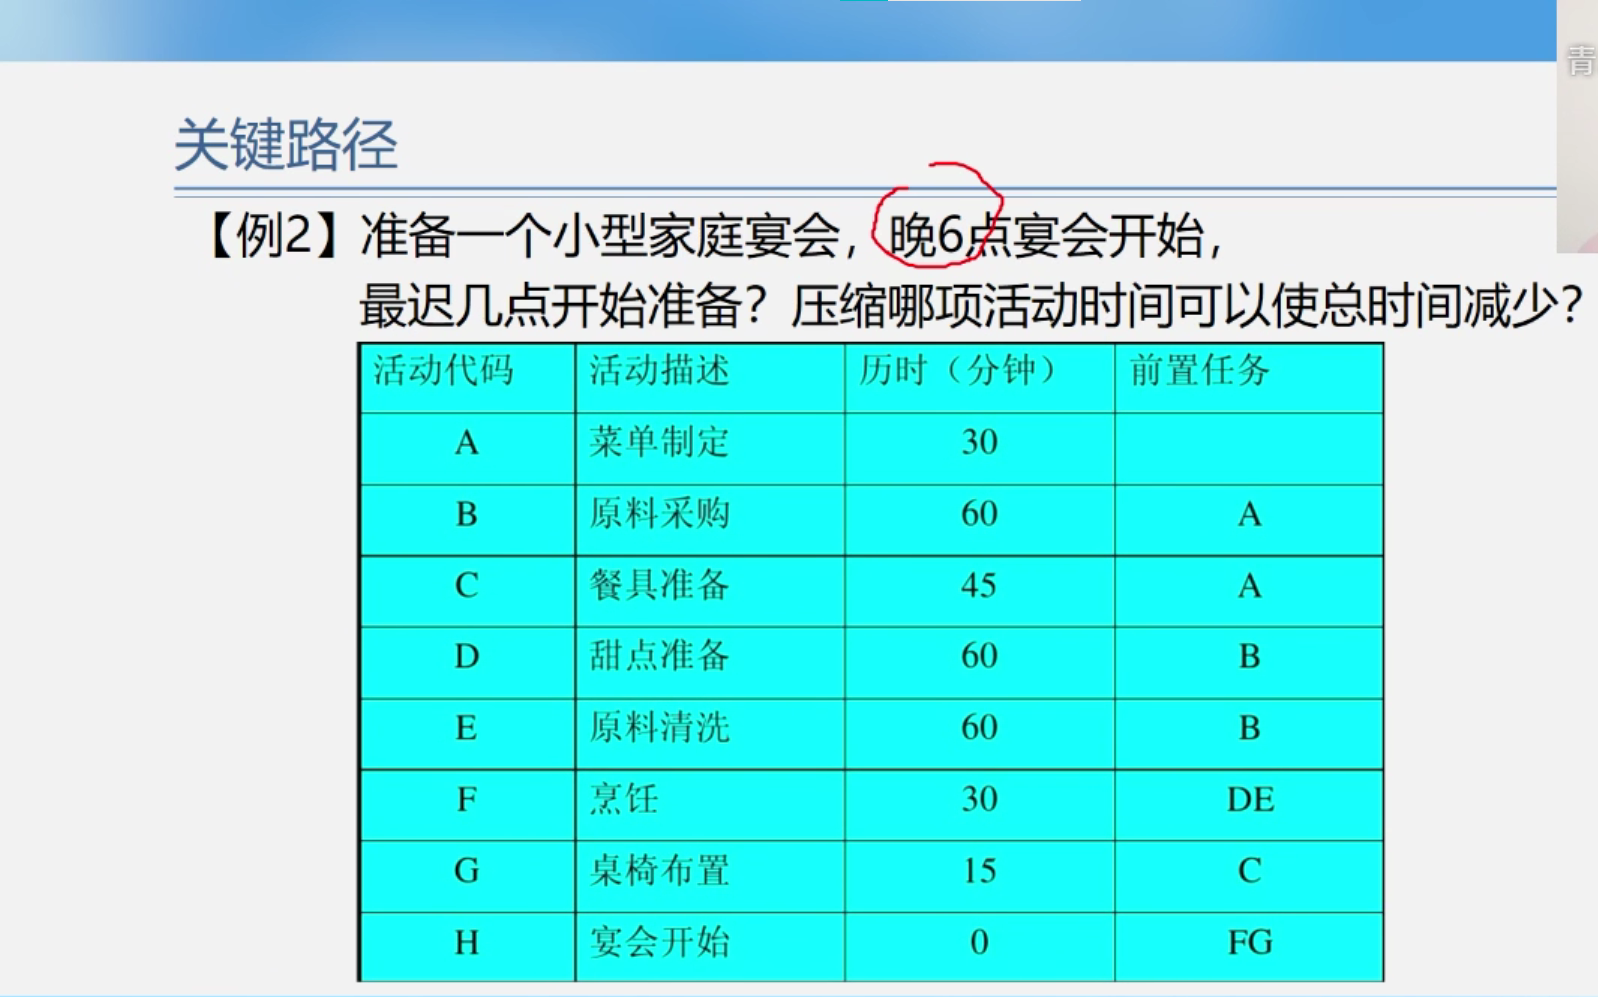 青
关键路径
【例2】准备一个小型家庭宴会，晚6点宴会开始，
最迟几点开始准备？压缩哪项活动时间可以使总时间减少？
活动代码 活动描述 历时（分钟） 前置任务
A 菜单制定 30
B 原料采购 60 A
C 餐具准备 45 A
D 甜点准备 60 B
E 原料清洗 60 B
F 烹饪 30 DE
G 桌椅布置 15 C
H 宴会开始 0 FG